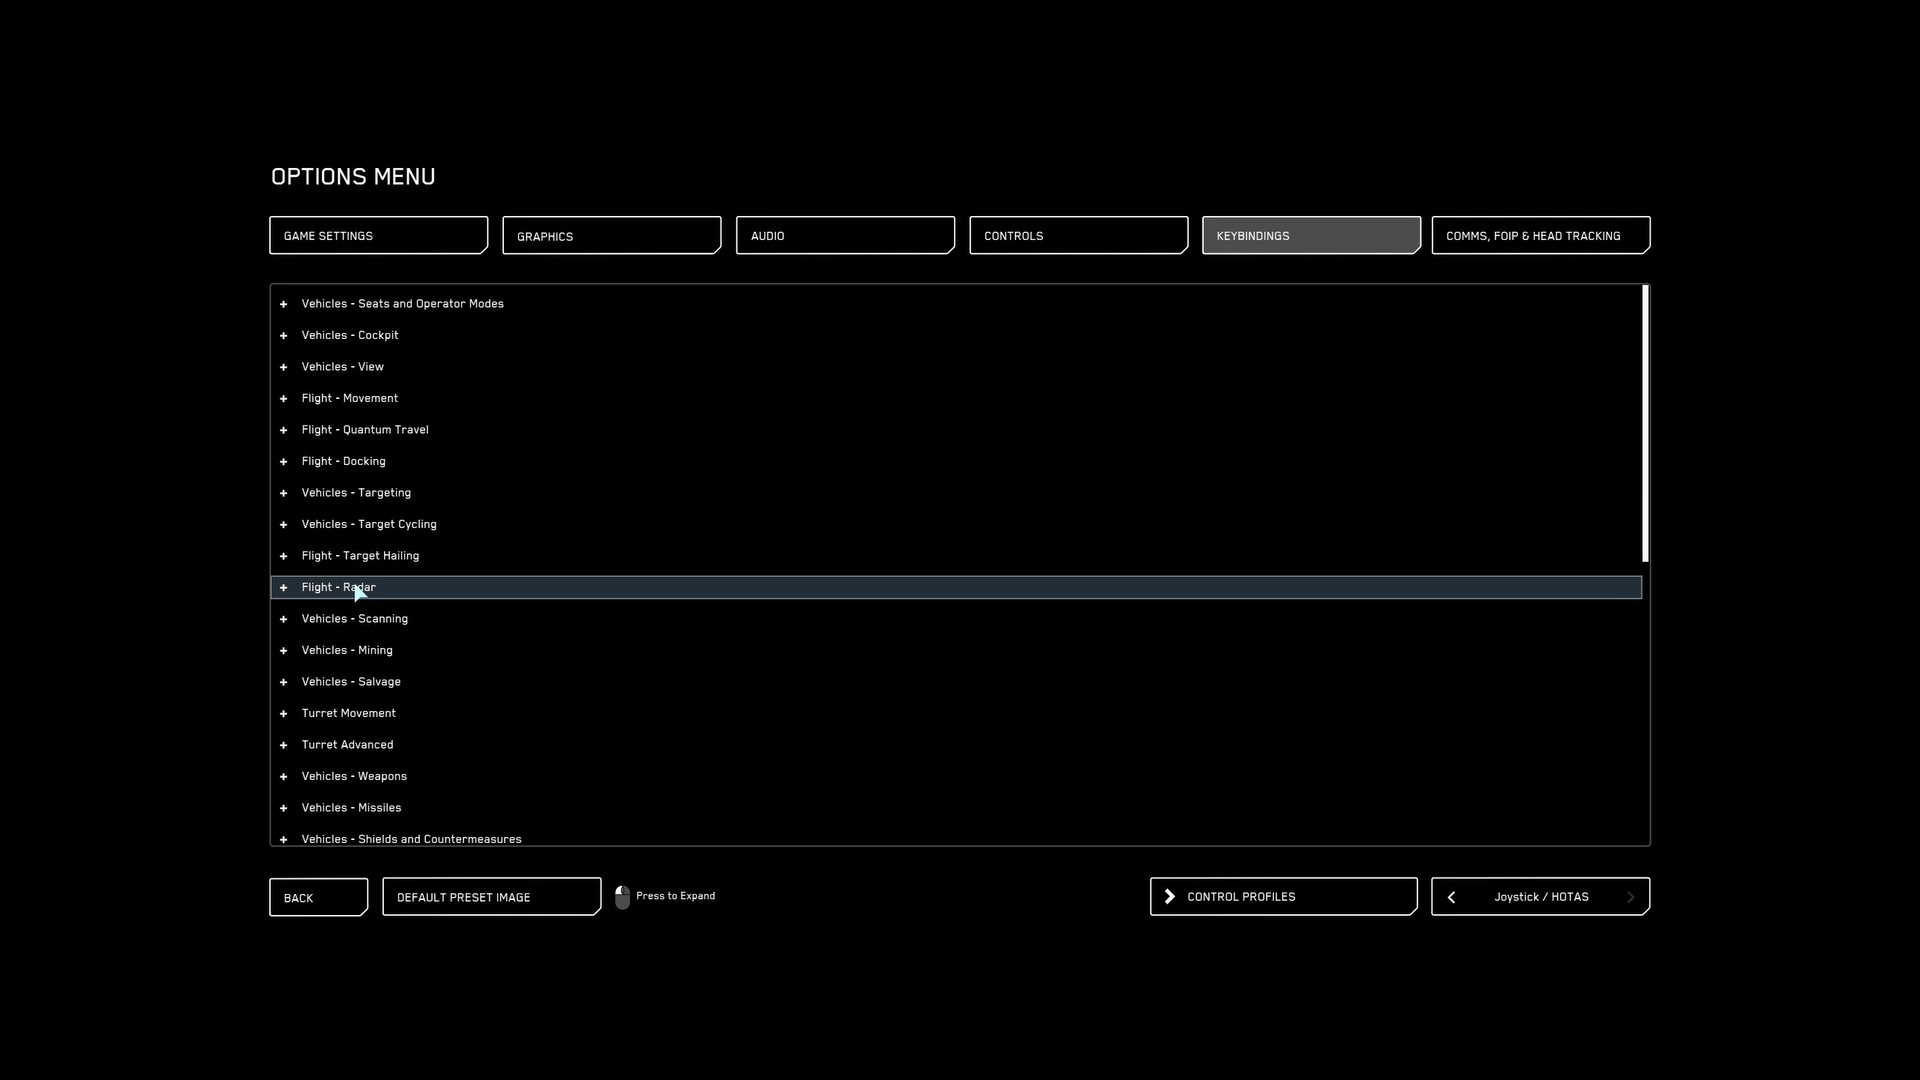 OPTIONS MENU
GAME SETTINGS
GRAPHICS
AUDIO
CONTROLS
KEYBINDINGS
COMMS, FOIP & HEAD TRACKING
+ Vehicles - Seats and Operator Modes
+ Vehicles - Cockpit
+ Vehicles - View
+ Flight - Movement
+ Flight - Quantum Travel
+ Flight - Docking
+ Vehicles - Targeting
+ Vehicles - Target Cycling
+ Flight - Target Hailing
+ Flight - Radar
+ Vehicles - Scanning
+ Vehicles - Mining
+ Vehicles - Salvage
+ Turret Movement
+ Turret Advanced
+ Vehicles - Weapons
+ Vehicles - Missiles
+ Vehicles - Shields and Countermeasures
BACK
DEFAULT PRESET IMAGE
Press to Expand
CONTROL PROFILES
Joystick / HOTAS